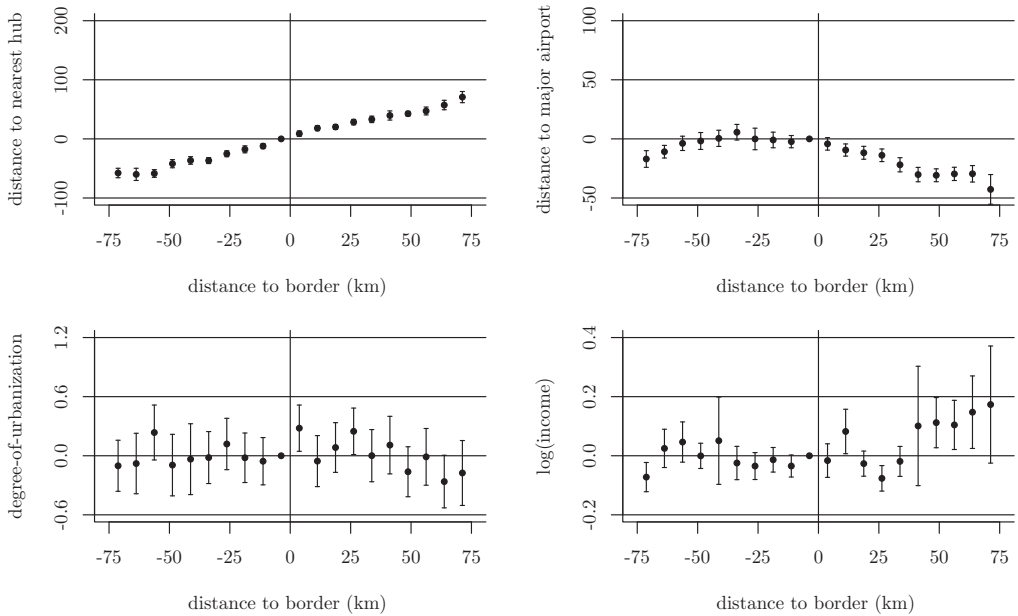 distance to nearest hub
200
100
0
-100
-75 -50 -25 0 25 50 75
distance to border (km)
distance to major airport
100
50
0
-50
-75 -50 -25 0 25 50 75
distance to border (km)
degree-of-urbanization
1.2
0.6
0.0
-0.6
-75 -50 -25 0 25 50 75
distance to border (km)
log(income)
0.4
0.2
0.0
-0.2
-75 -50 -25 0 25 50 75
distance to border (km)